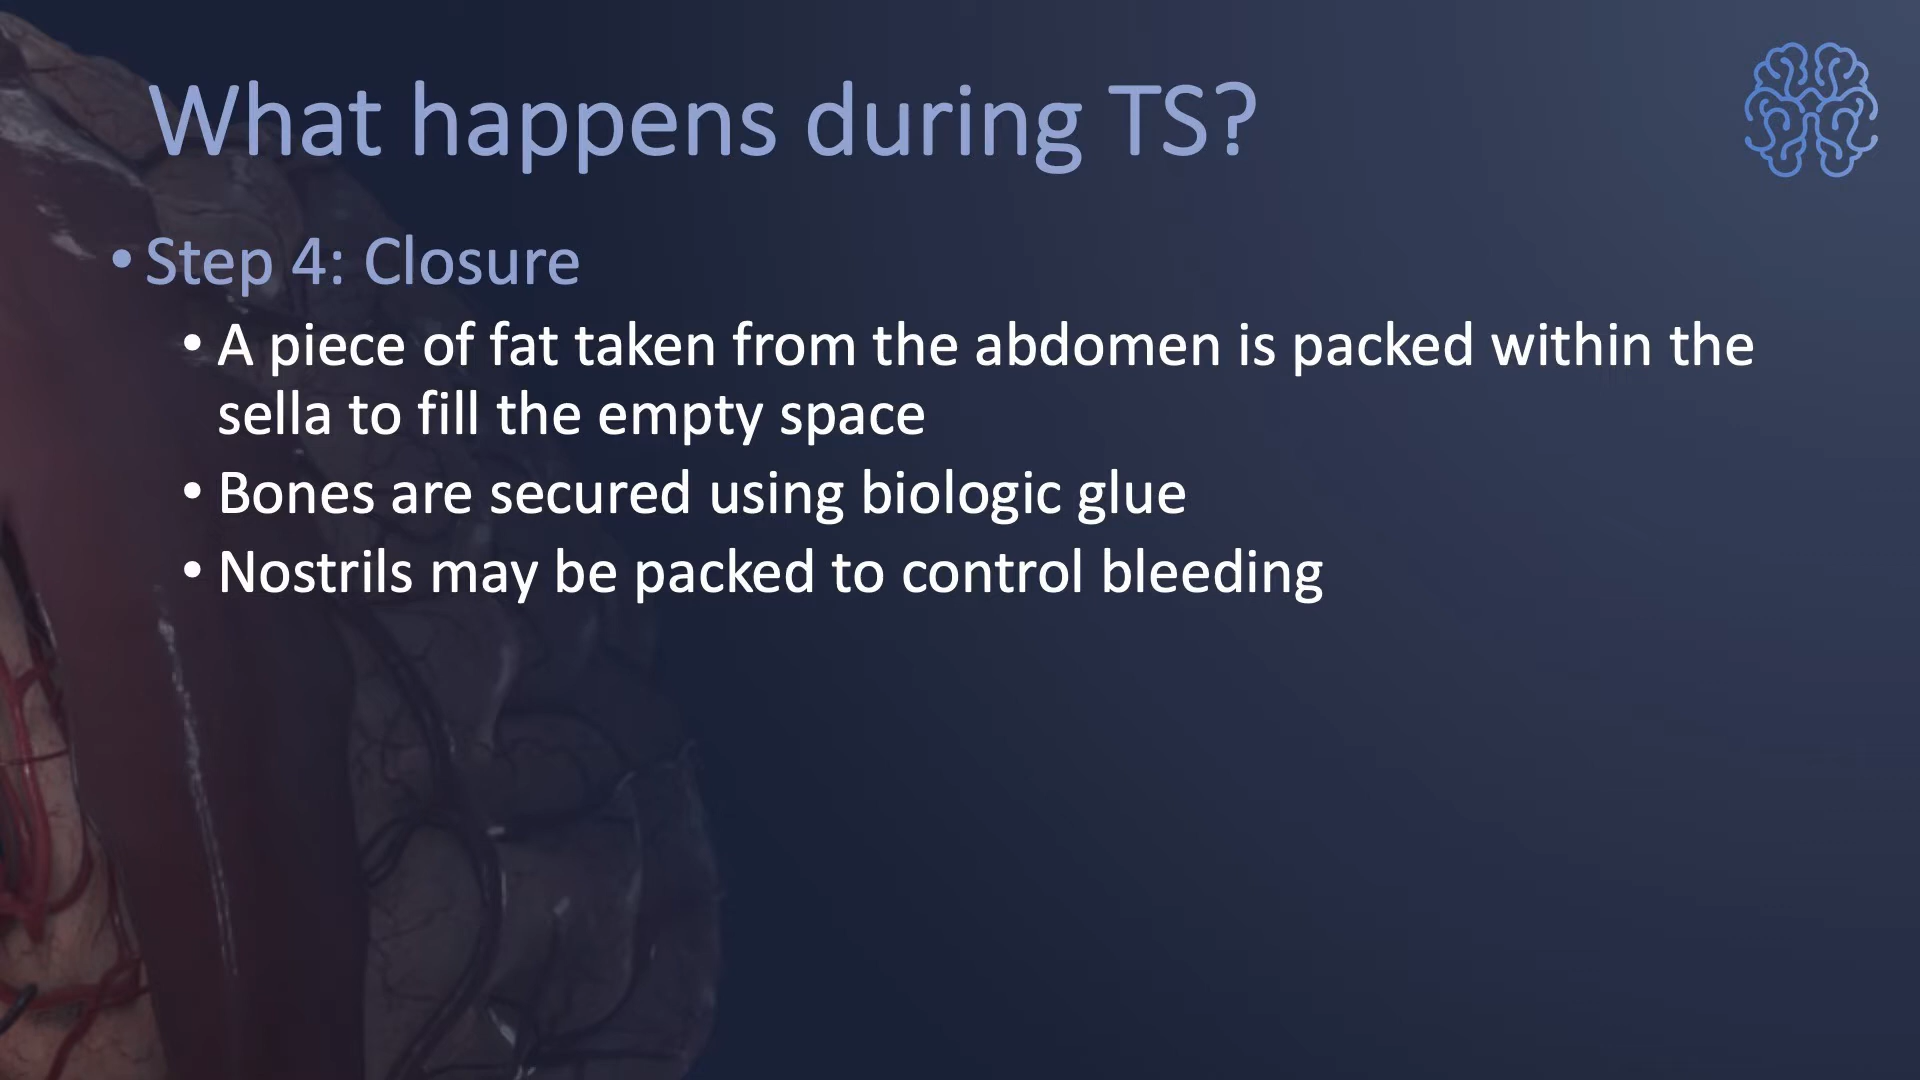 What happens during TS?
• Step 4: Closure
• A piece of fat taken from the abdomen is packed within the
sella to fill the empty space
• Bones are secured using biologic glue
• Nostrils may be packed to control bleeding